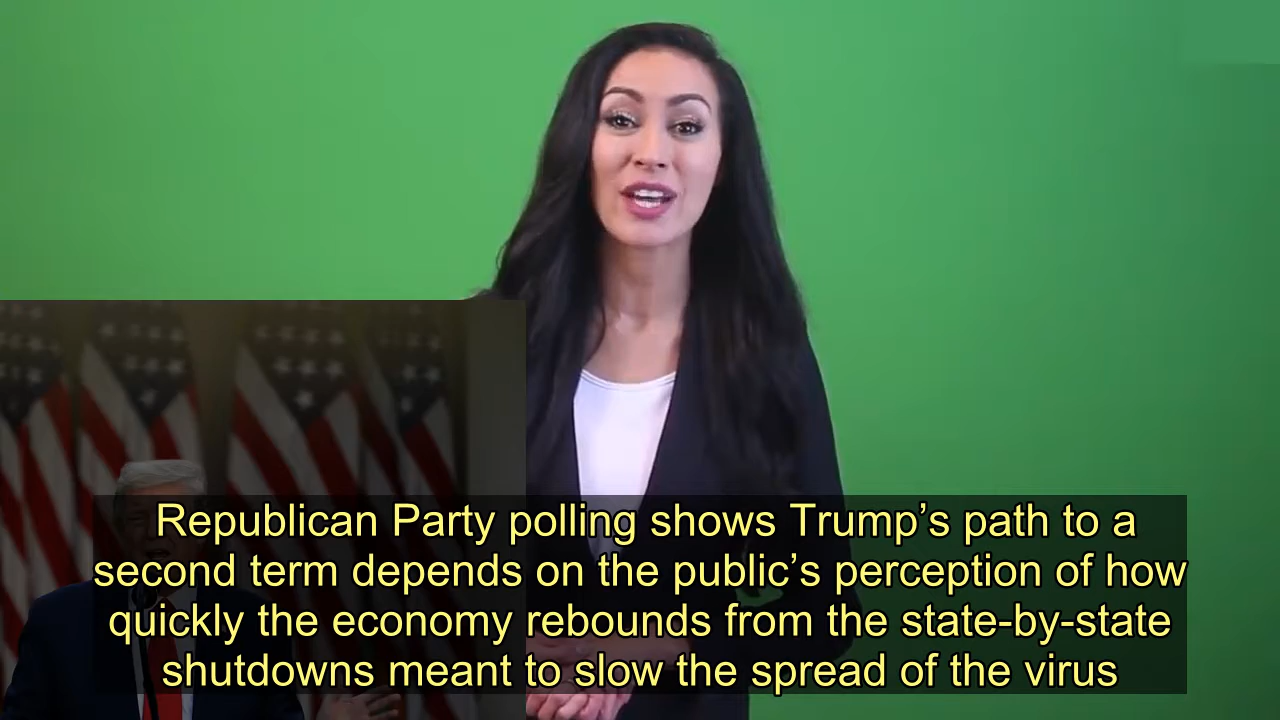 Republican Party polling shows Trump’s path to a
second term depends on the public’s perception of how
quickly the economy rebounds from the state-by-state
shutdowns meant to slow the spread of the virus